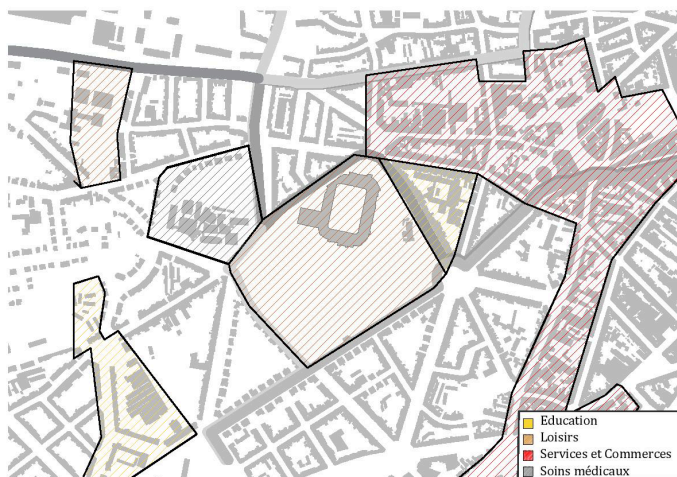 Education
Loisirs
Services et Commerces
Soins médicaux